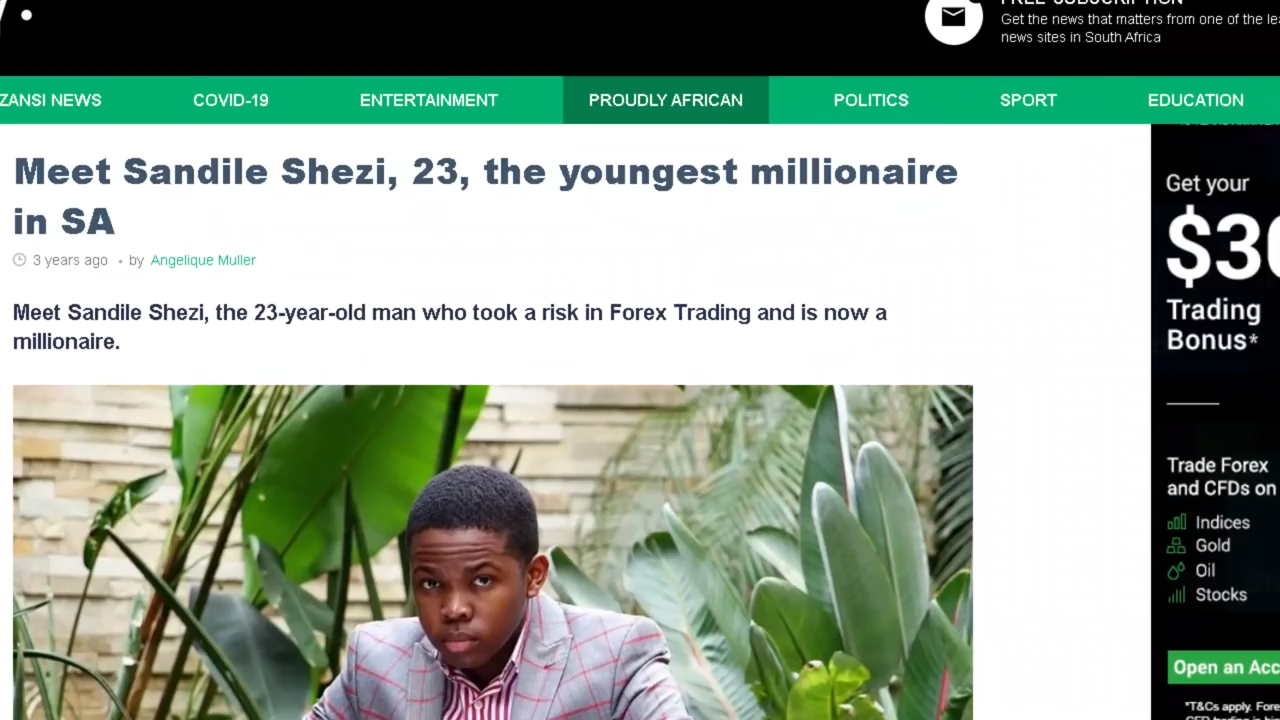 Get the news that matters from one of the
news sites in South Africa
ZANSI NEWS
COVID-19
ENTERTAINMENT
PROUDLY AFRICAN
POLITICS
SPORT
EDUCATION
Meet Sandile Shezi, 23, the youngest millionaire
in SA
3 years ago • by Angelique Muller
Meet Sandile Shezi, the 23-year-old man who took a risk in Forex Trading and is now a
millionaire.
Get your
$30
Trading
Bonus*
Trade Forex
and CFDs on
Indices
Gold
Oil
Stocks
Open an Acc
*T&Cs apply. Fore